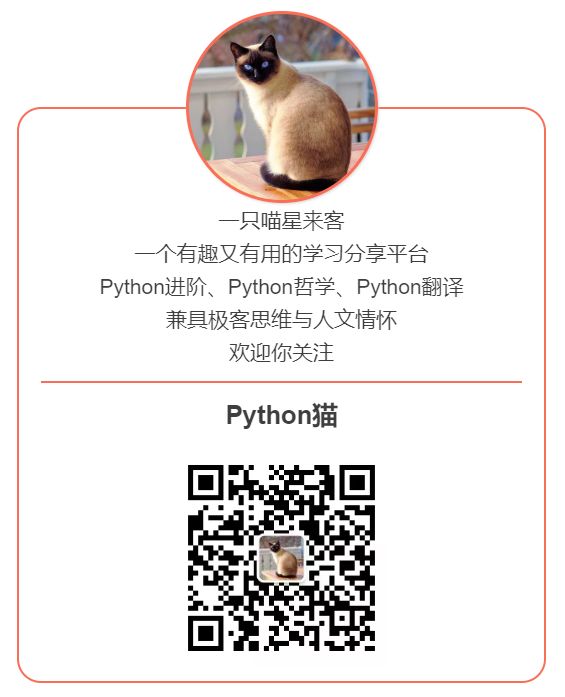 一只喵星来客
一个有趣又有用的学习分享平台
Python进阶、Python哲学、Python翻译
兼具极客思维与人文情怀
欢迎你关注
Python猫